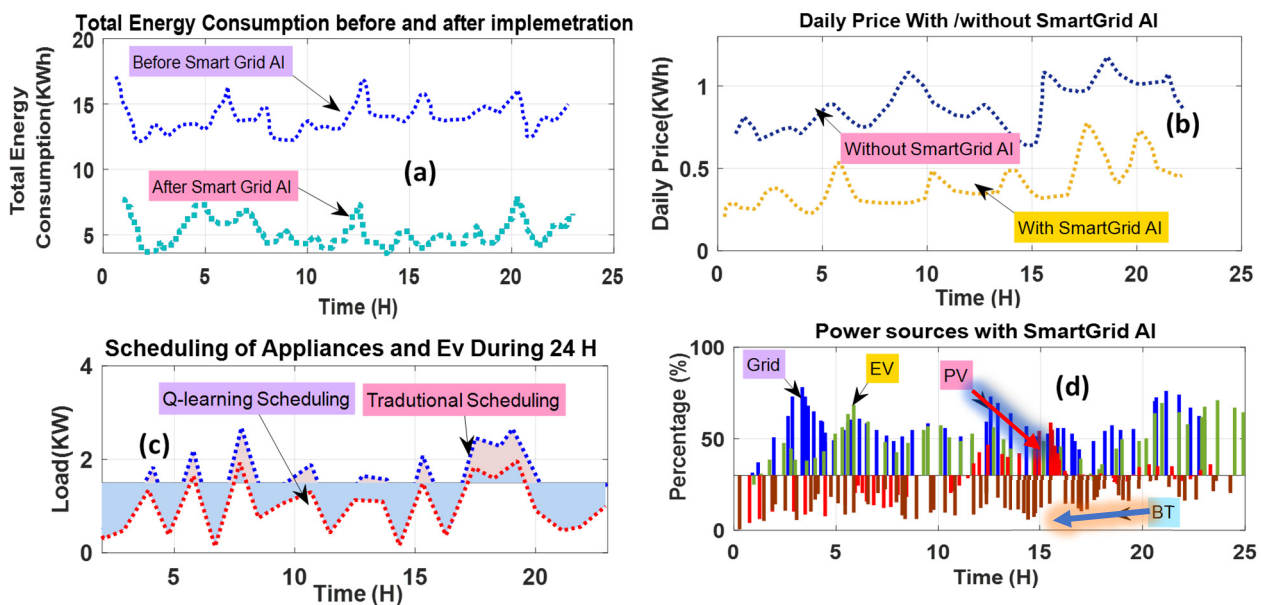 Total Energy Consumption before and after implemetration
Total Energy
Consumption(KWh)
20
15
10
5
Before Smart Grid AI
(a)
After Smart Grid AI
0
5
10
15
20
25
Time (H)
Daily Price With /without SmartGrid AI
Daily Price(KWh)
1
0.5
0
(b)
Without SmartGrid AI
With SmartGrid AI
0
5
10
15
20
25
Time (H)
Scheduling of Appliances and Ev During 24 H
Load(KW)
4
2
0
Q-learning Scheduling
Tradutional Scheduling
(c)
5
10
15
20
Time (H)
Power sources with SmartGrid AI
Percentage (%)
100
50
0
Grid
EV
PV
(d)
BT
0
5
10
15
20
25
Time (H)